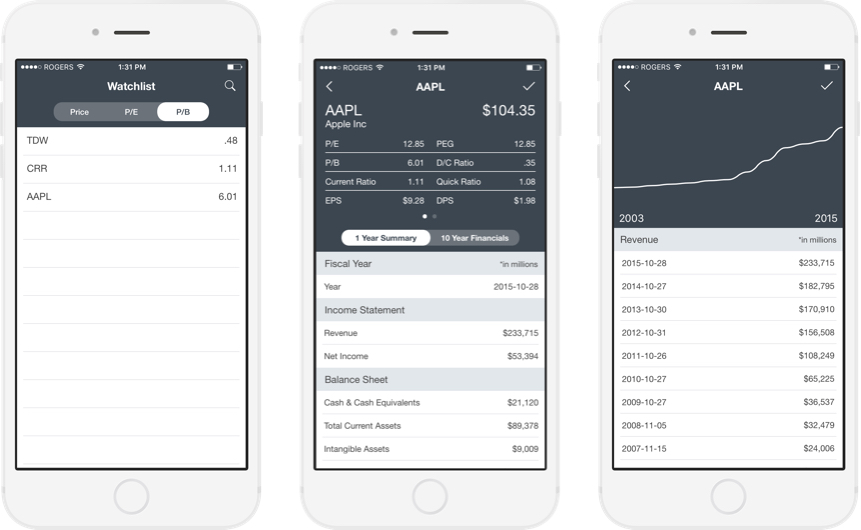 ●●●●○ ROGERS 1:31 PM
Watchlist
Price P/E P/B
TDW .48
CRR 1.11
AAPL 6.01
●●●●○ ROGERS 1:31 PM
AAPL
AAPL $104.35
Apple Inc
P/E 12.85 PEG 12.85
P/B 6.01 D/C Ratio .35
Current Ratio 1.11 Quick Ratio 1.08
EPS $9.28 DPS $1.98
1 Year Summary 10 Year Financials
Fiscal Year *in millions
Year 2015-10-28
Income Statement
Revenue $233,715
Net Income $53,394
Balance Sheet
Cash & Cash Equivalents $21,120
Total Current Assets $89,378
Intangible Assets $9,009
●●●●○ ROGERS 1:31 PM
AAPL
2003 2015
Revenue *in millions
2015-10-28 $233,715
2014-10-27 $182,795
2013-10-30 $170,910
2012-10-31 $156,508
2011-10-26 $108,249
2010-10-27 $65,225
2009-10-27 $36,537
2008-11-05 $32,479
2007-11-15 $24,006